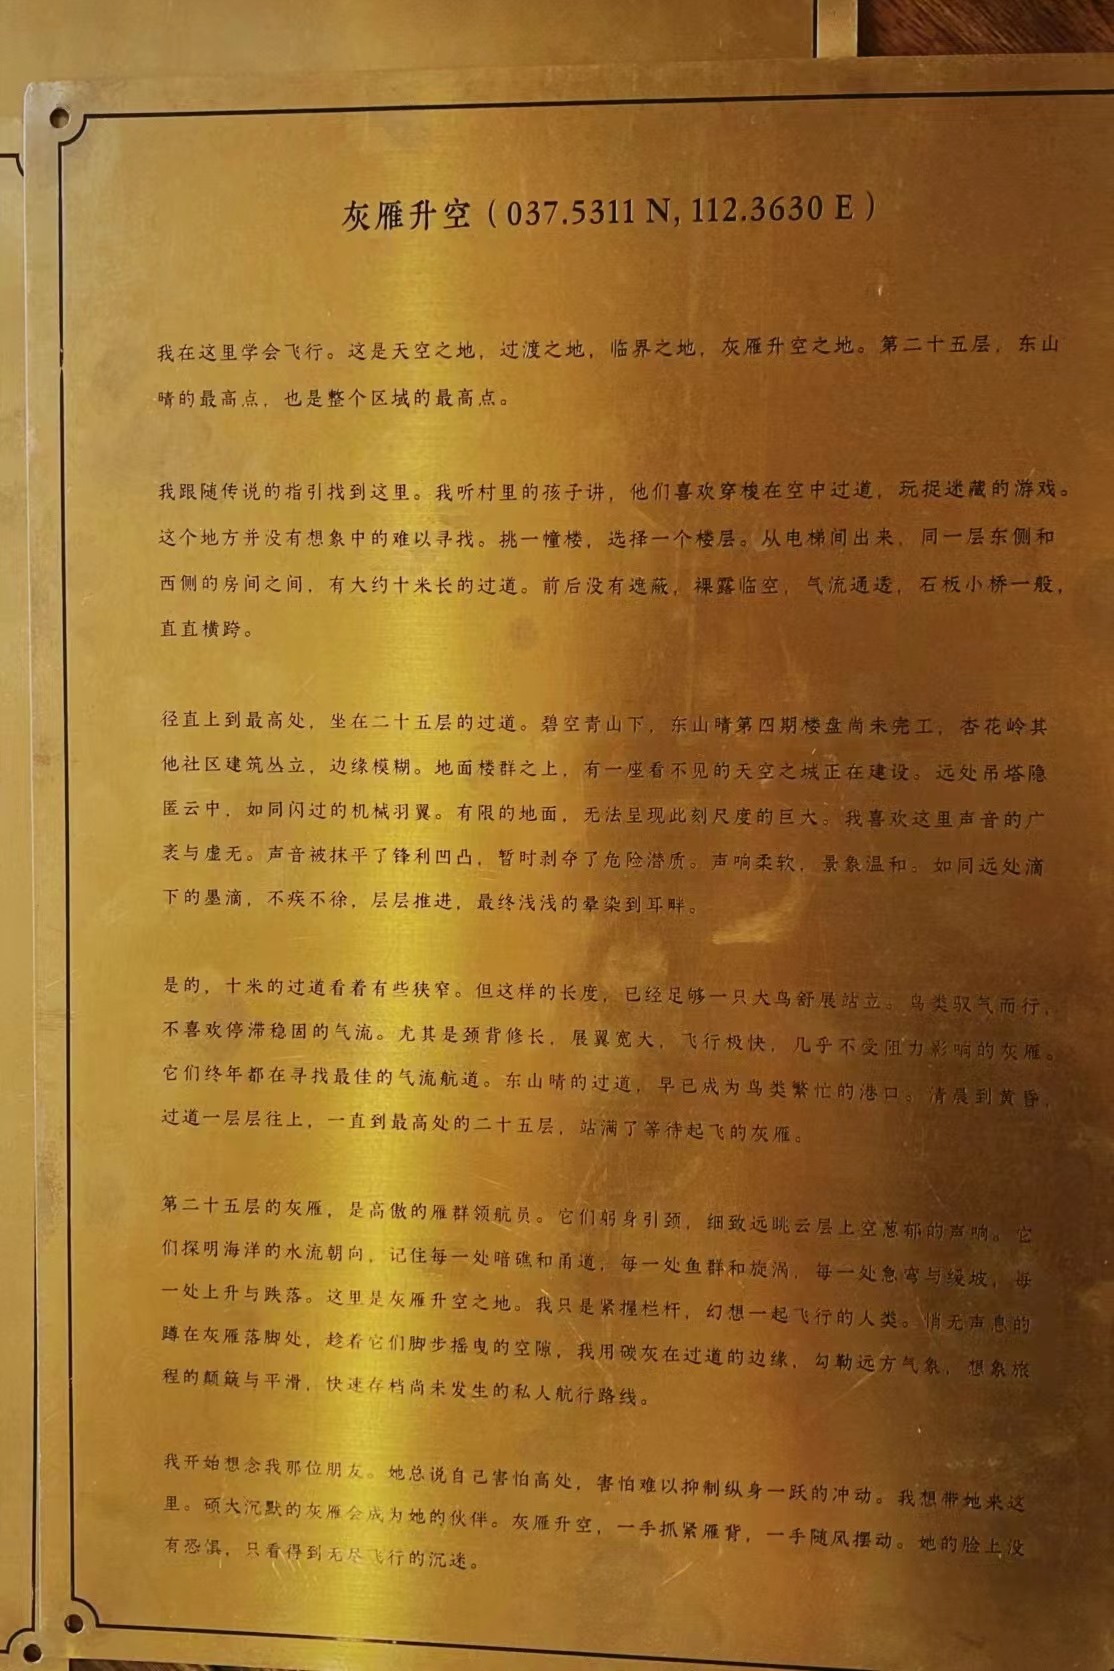 灰雁升空（037.5311 N, 112.3630 E）
我在这里学会飞行。这是天空之地，过渡之地，临界之地，灰雁升空之地。第二十五层，东山
晴的最高点，也是整个区域的最高点。
我跟随传说的指引找到这里。我听村里的孩子讲，他们喜欢穿梭在空中过道，玩捉迷藏的游戏。
这个地方并没有想象中的难以寻找。挑一幢楼，选择一个楼层。从电梯间出来，同一层东侧和
西侧的房间之间，有大约十米长的过道。前后没有遮蔽，裸露临空，气流通透，石板小桥一般，
直直横跨。
径直上到最高处，坐在二十五层的过道。碧空青山下，东山晴第四期楼盘尚未完工，杏花岭其
他社区建筑丛立，边缘模糊。地面楼群之上，有一座看不见的天空之城正在建设。远处吊塔隐
匿云中，如同闪过的机械羽翼。有限的地面，无法呈现此刻尺度的巨大。我喜欢这里声音的广
袤与虚无。声音被抹平了锋利凹凸，暂时剥夺了危险潜质。声响柔软，景象温和。如同远处滴
下的墨滴，不疾不徐，层层推进，最终浅浅的晕染到耳畔。
是的，十米的过道看着有些狭窄。但这样的长度，已经足够一只大鸟舒展站立。鸟类驭气而行，
不喜欢停滞稳固的气流。尤其是颈背修长，展翼宽大，飞行极快，几乎不受阻力影响的灰雁。
它们终年都在寻找最佳的气流航道。东山晴的过道，早已成为鸟类繁忙的港口。清晨到黄昏，
过道一层层往上，一直到最高处的二十五层，站满了等待起飞的灰雁。
第二十五层的灰雁，是高傲的雁群领航员。它们躬身引颈，细致远眺云层上空葱郁的声响。它
们探明海洋的水流朝向，记住每一处暗礁和甬道，每一处鱼群和旋涡，每一处急弯与缓坡，每
一处上升与跌落。这里是灰雁升空之地。我只是紧握栏杆，幻想一起飞行的人类。悄无声息的
蹲在灰雁落脚处，趁着它们脚步摇曳的空隙，我用碳灰在过道的边缘，勾勒远方气象，想象旅
程的颠簸与平滑，快速存档尚未发生的私人航行路线。
我开始想念我那位朋友。她总说自己害怕高处，害怕难以抑制纵身一跃的冲动。我想带她来这
里。硕大沉默的灰雁会成为她的伙伴。灰雁升空，一手抓紧雁背，一手随风摆动。她的脸上没
有恐惧，只看得到无尽飞行的沉迷。